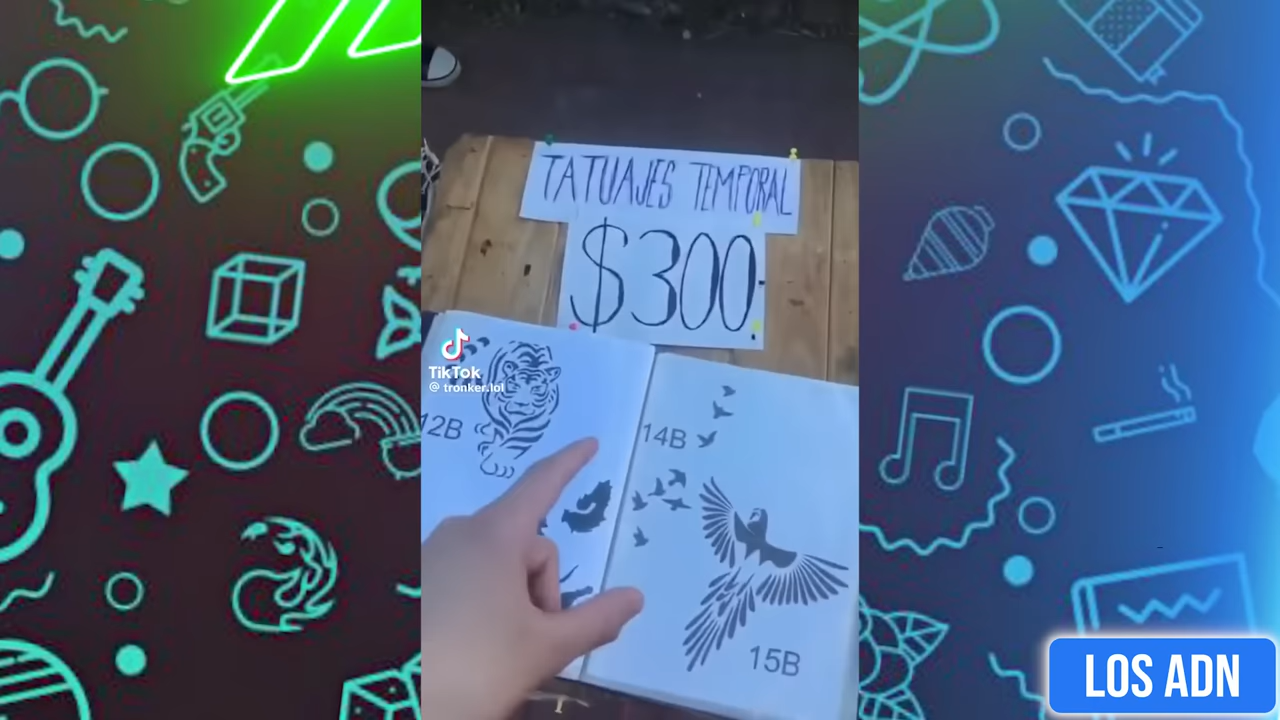 TATUAJES TEMPORAL
$300
TikTok
@ tronker.lol
12B
14B
15B
LOS ADN